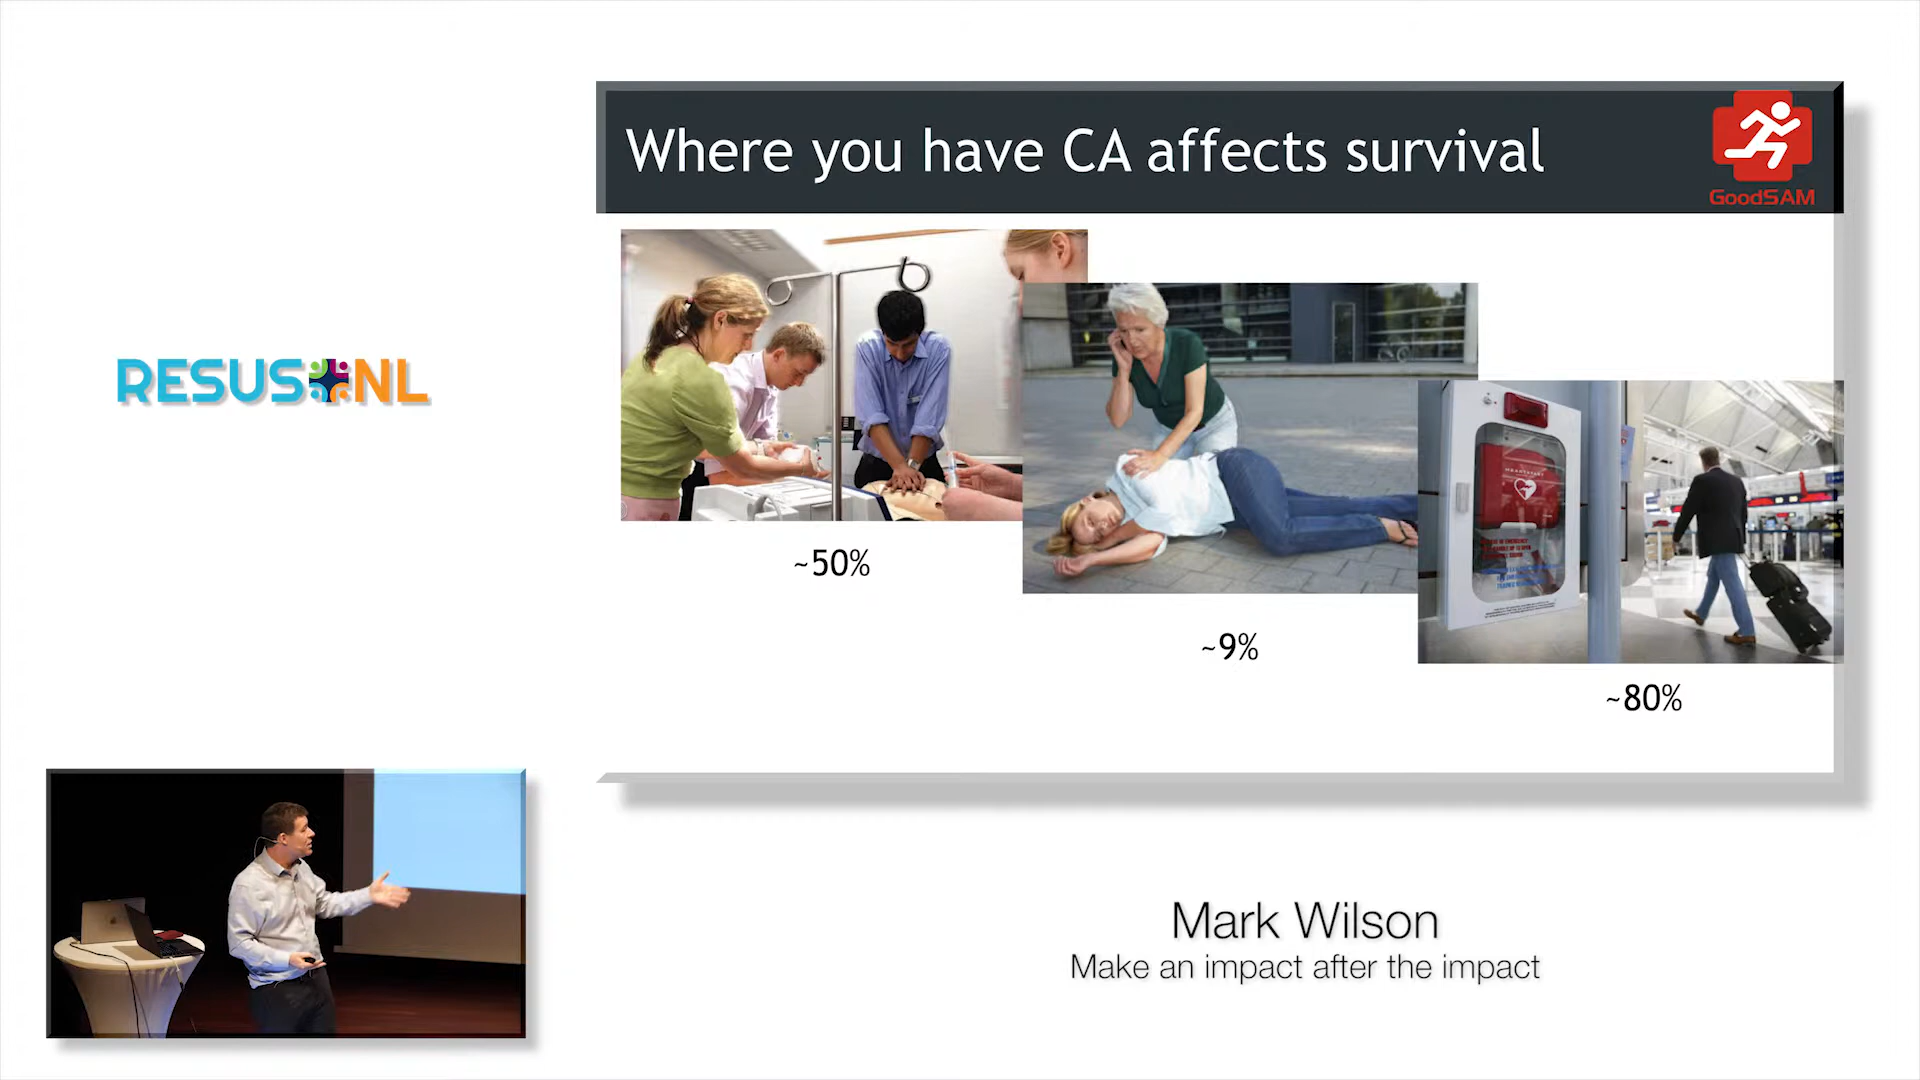 Where you have CA affects survival
GoodSAM
RESUS NL
HEARTSTART
~50%
~9%
~80%
Mark Wilson
Make an impact after the impact